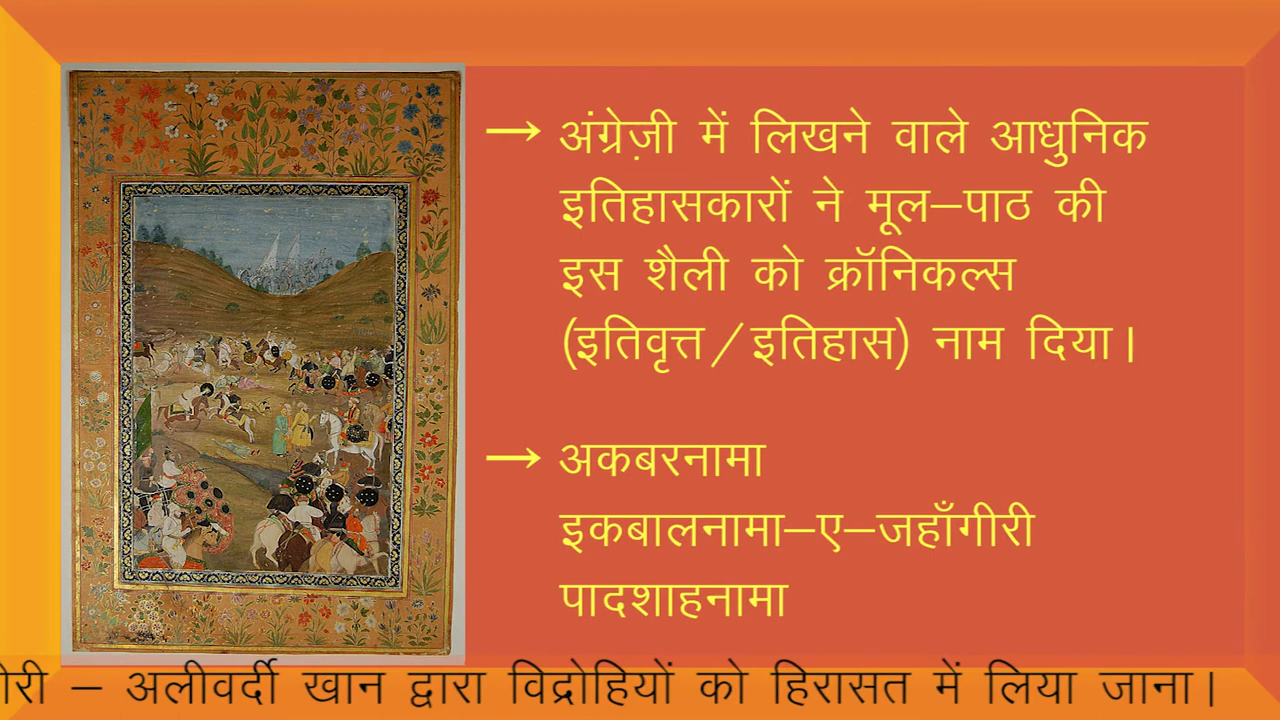 → अंग्रेज़ी में लिखने वाले आधुनिक
इतिहासकारों ने मूल–पाठ की
इस शैली को क्रॉनिकल्स
(इतिवृत्त/इतिहास) नाम दिया।
→ अकबरनामा
इकबालनामा–ए–जहाँगीरी
पादशाहनामा
– अलीवर्दी खान द्वारा विद्रोहियों को हिरासत में लिया जाना।